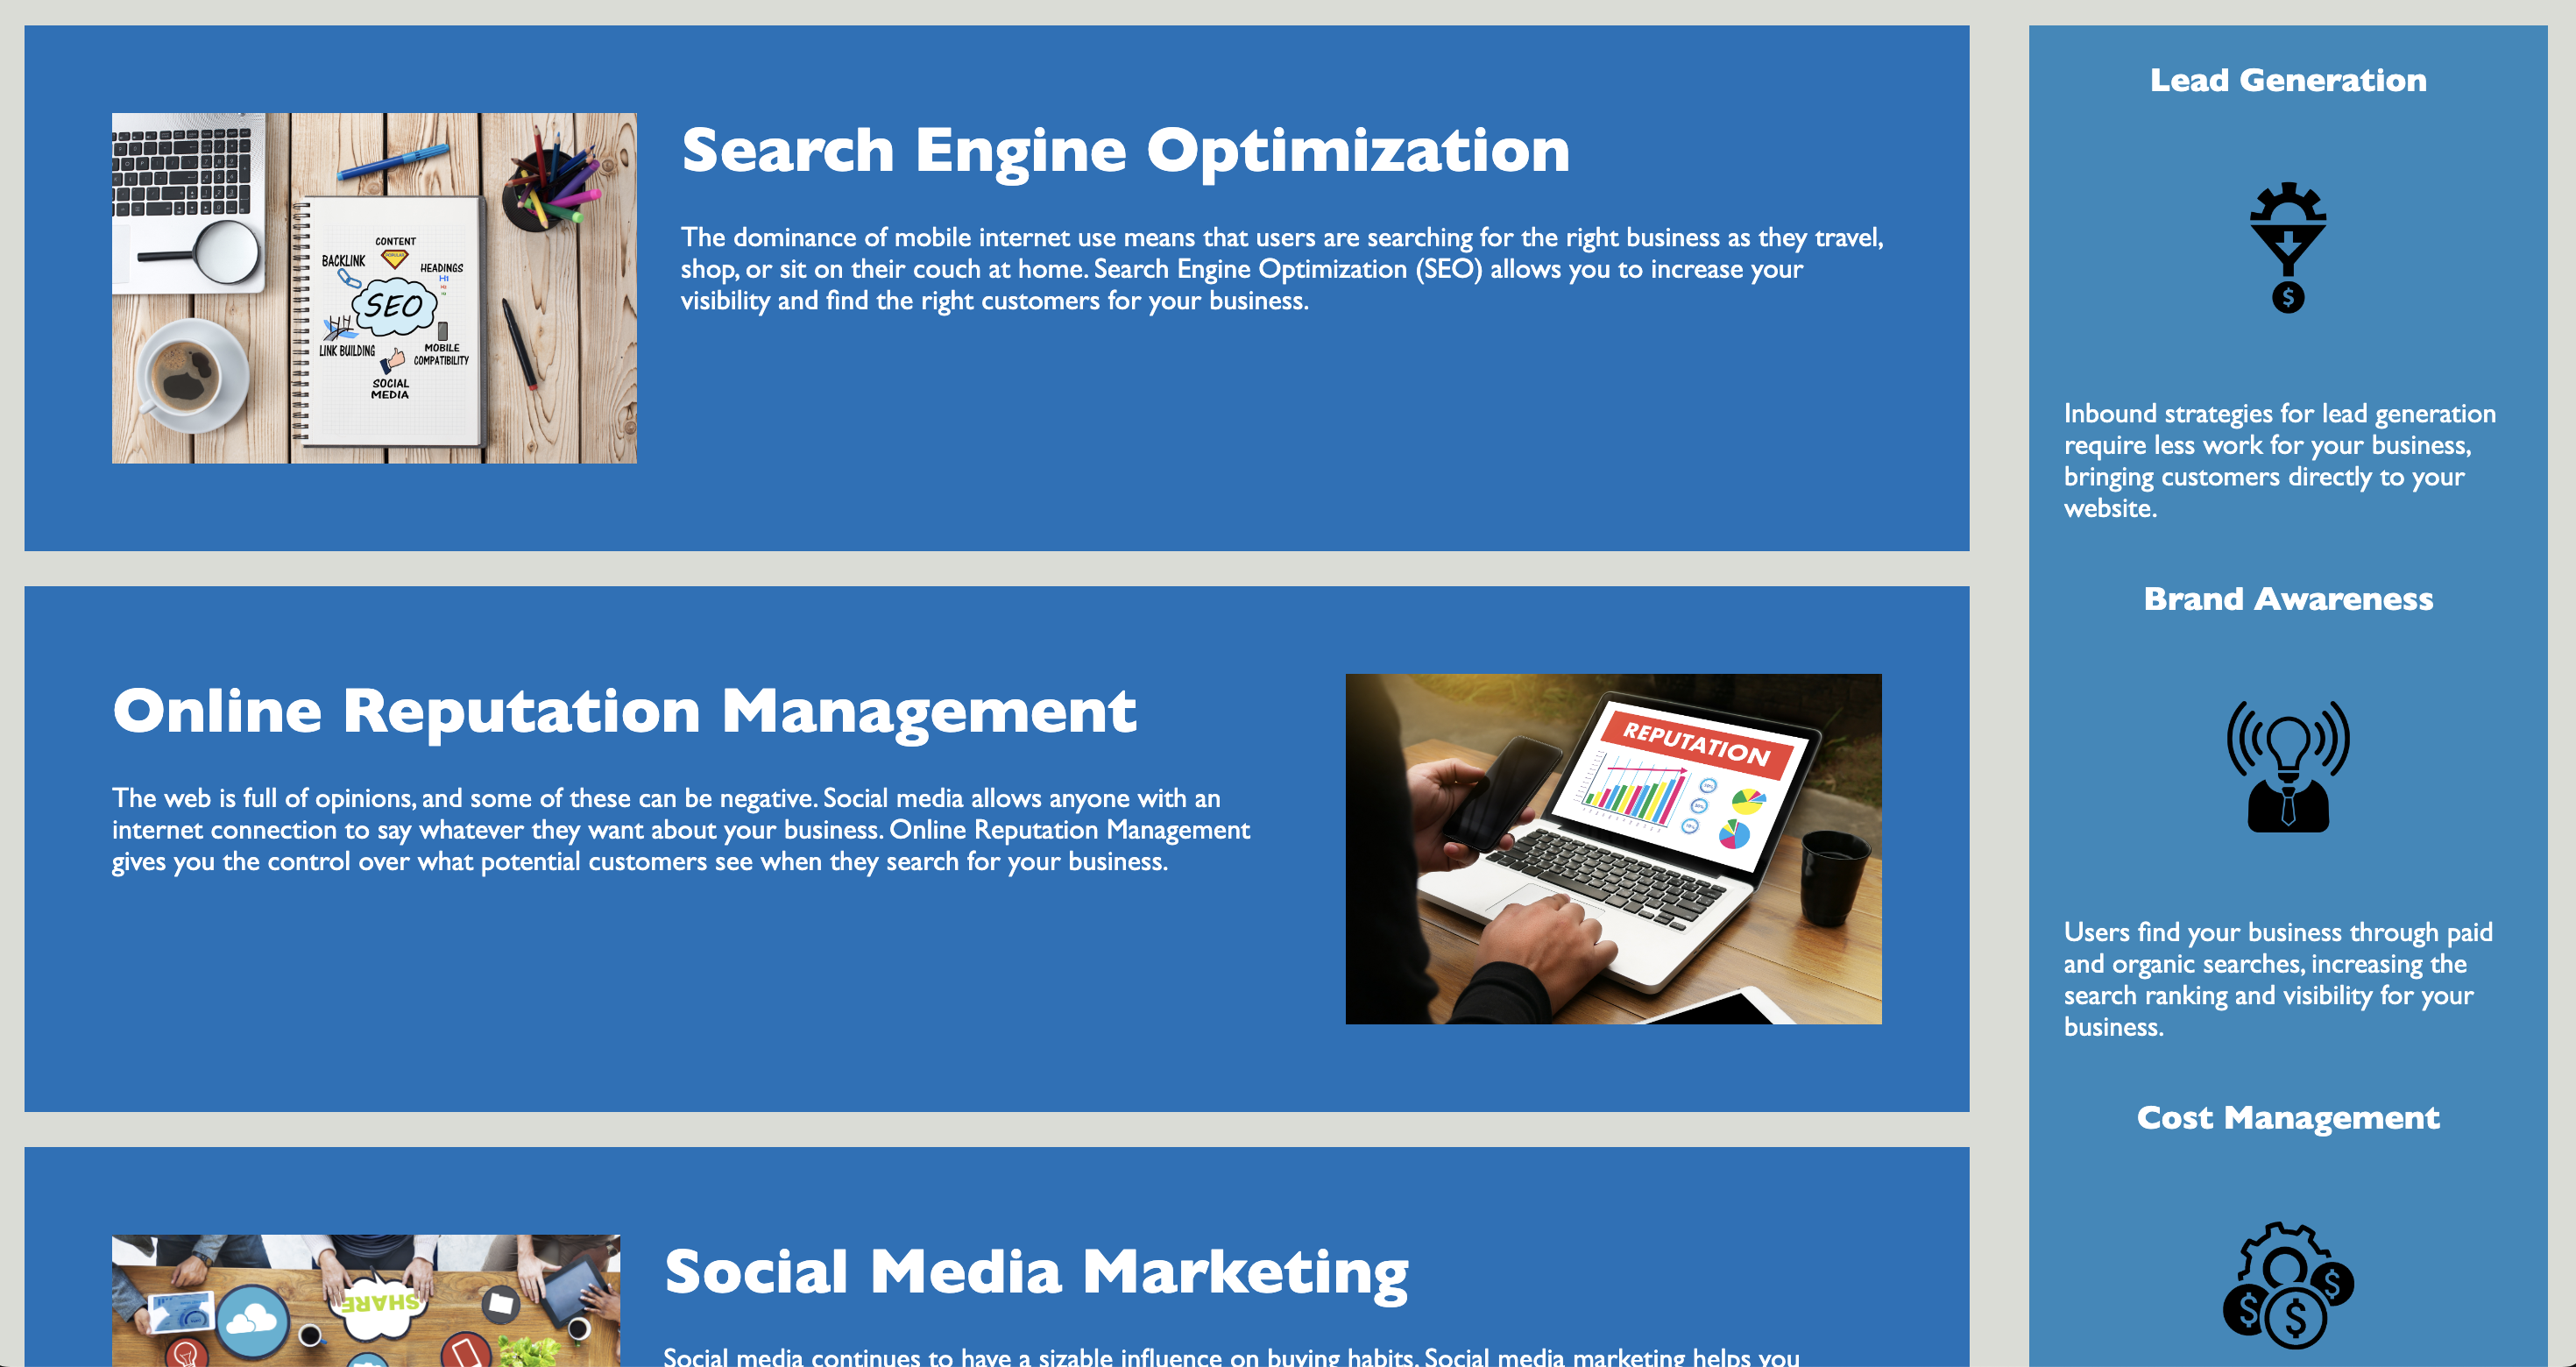 Search Engine Optimization
The dominance of mobile internet use means that users are searching for the right business as they travel,
shop, or sit on their couch at home. Search Engine Optimization (SEO) allows you to increase your
visibility and find the right customers for your business.
CONTENT
BACKLINK
HEADINGS
SEO
LINK BUILDING
MOBILE
COMPATIBILITY
SOCIAL
MEDIA
Online Reputation Management
The web is full of opinions, and some of these can be negative. Social media allows anyone with an
internet connection to say whatever they want about your business. Online Reputation Management
gives you the control over what potential customers see when they search for your business.
REPUTATION
Social Media Marketing
Social media continues to have a sizable influence on buying habits. Social media marketing helps you
SHARE
Lead Generation
Inbound strategies for lead generation
require less work for your business,
bringing customers directly to your
website.
Brand Awareness
Users find your business through paid
and organic searches, increasing the
search ranking and visibility for your
business.
Cost Management